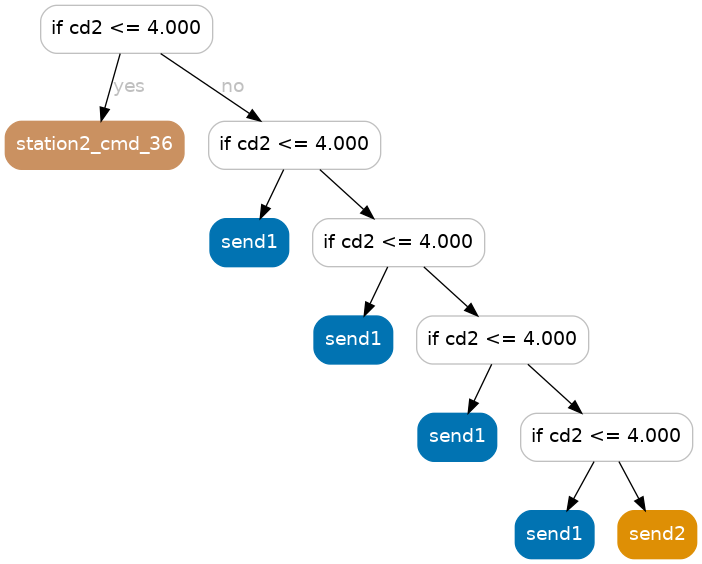 if cd2 <= 4.000
yes
no
station2_cmd_36
if cd2 <= 4.000
send1
if cd2 <= 4.000
send1
if cd2 <= 4.000
send1
if cd2 <= 4.000
send1
send2